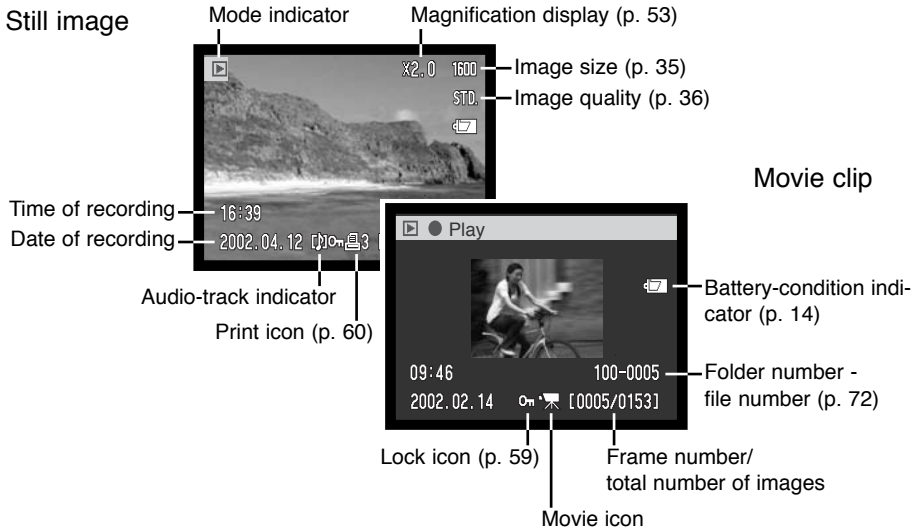 Still image
Mode indicator
Magnification display (p. 53)
X2.0 1600
Image size (p. 35)
STD.
Image quality (p. 36)
Movie clip
Time of recording
16:39
Date of recording
2002.04.12 3 [
Play
Audio-track indicator
Battery-condition indi-
cator (p. 14)
Print icon (p. 60)
09:46 100-0005
Folder number -
file number (p. 72)
2002.02.14 [0005/0153]
Lock icon (p. 59)
Frame number/
total number of images
Movie icon